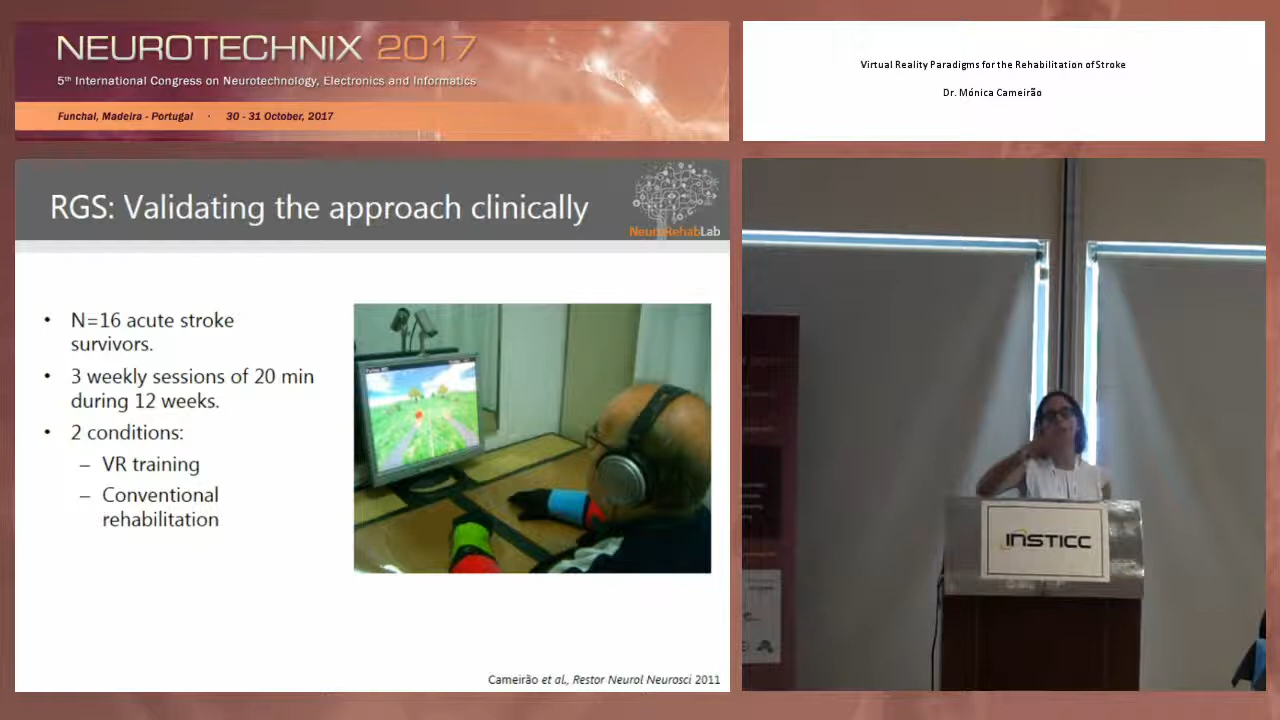 NEUROTECHNIX 2017
5th International Congress on Neurotechnology, Electronics and Informatics
Funchal, Madeira - Portugal · 30 - 31 October, 2017
Virtual Reality Paradigms for the Rehabilitation of Stroke
Dr. Mónica Cameirão
RGS: Validating the approach clinically
NeuroRehabLab
• N=16 acute stroke
survivors.
• 3 weekly sessions of 20 min
during 12 weeks.
• 2 conditions:
– VR training
– Conventional
rehabilitation
Cameirão et al., Restor Neurol Neurosci 2011
INSTICC